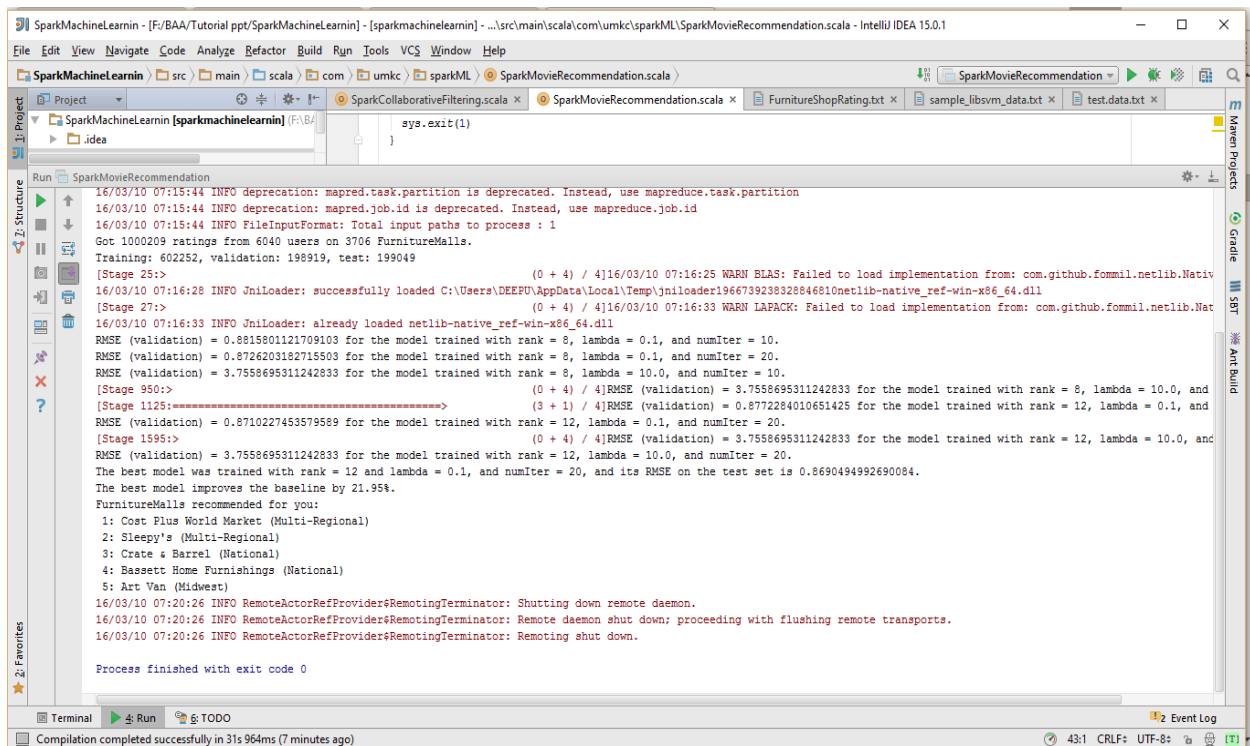 SparkMachineLearnin - [F:/BAA/Tutorial ppt/SparkMachineLearnin] - [sparkmachinelearnin] - ...\src\main\scala\com\umkc\sparkML\SparkMovieRecommendation.scala - IntelliJ IDEA 15.0.1
File Edit View Navigate Code Analyze Refactor Build Run Tools VCS Window Help
SparkMachineLearnin src main scala com umkc sparkML SparkMovieRecommendation.scala SparkMovieRecommendation
1: Project
Project
SparkCollaborativeFiltering.scala × SparkMovieRecommendation.scala × FurnitureShopRating.txt × sample_libsvm_data.txt × test.data.txt ×
SparkMachineLearnin [sparkmachinelearnin] (F:\BA
.idea
sys.exit(1)
}
Maven Projects
Gradle
SBT
Ant Build
Z: Structure
2: Favorites
Run SparkMovieRecommendation
16/03/10 07:15:44 INFO deprecation: mapred.task.partition is deprecated. Instead, use mapreduce.task.partition
16/03/10 07:15:44 INFO deprecation: mapred.job.id is deprecated. Instead, use mapreduce.job.id
16/03/10 07:15:44 INFO FileInputFormat: Total input paths to process : 1
Got 1000209 ratings from 6040 users on 3706 FurnitureMalls.
Training: 602252, validation: 198919, test: 199049
[Stage 25:> (0 + 4) / 4]16/03/10 07:16:25 WARN BLAS: Failed to load implementation from: com.github.fommil.netlib.Nativ
16/03/10 07:16:28 INFO JniLoader: successfully loaded C:\Users\DEEPU\AppData\Local\Temp\jniloader1966739238328846810netlib-native_ref-win-x86_64.dll
[Stage 27:> (0 + 4) / 4]16/03/10 07:16:33 WARN LAPACK: Failed to load implementation from: com.github.fommil.netlib.Nat
16/03/10 07:16:33 INFO JniLoader: already loaded netlib-native_ref-win-x86_64.dll
RMSE (validation) = 0.8815801121709103 for the model trained with rank = 8, lambda = 0.1, and numIter = 10.
RMSE (validation) = 0.8726203182715503 for the model trained with rank = 8, lambda = 0.1, and numIter = 20.
RMSE (validation) = 3.7558695311242833 for the model trained with rank = 8, lambda = 10.0, and numIter = 10.
[Stage 950:> (0 + 4) / 4]RMSE (validation) = 3.7558695311242833 for the model trained with rank = 8, lambda = 10.0, and
[Stage 1125:===========================================> (3 + 1) / 4]RMSE (validation) = 0.8772284010651425 for the model trained with rank = 12, lambda = 0.1, and
RMSE (validation) = 0.8710227453579589 for the model trained with rank = 12, lambda = 0.1, and numIter = 20.
[Stage 1595:> (0 + 4) / 4]RMSE (validation) = 3.7558695311242833 for the model trained with rank = 12, lambda = 10.0, and
RMSE (validation) = 3.7558695311242833 for the model trained with rank = 12, lambda = 10.0, and numIter = 20.
The best model was trained with rank = 12 and lambda = 0.1, and numIter = 20, and its RMSE on the test set is 0.8690494992690084.
The best model improves the baseline by 21.95%.
FurnitureMalls recommended for you:
1: Cost Plus World Market (Multi-Regional)
2: Sleepy's (Multi-Regional)
3: Crate & Barrel (National)
4: Bassett Home Furnishings (National)
5: Art Van (Midwest)
16/03/10 07:20:26 INFO RemoteActorRefProvider$RemotingTerminator: Shutting down remote daemon.
16/03/10 07:20:26 INFO RemoteActorRefProvider$RemotingTerminator: Remote daemon shut down; proceeding with flushing remote transports.
16/03/10 07:20:26 INFO RemoteActorRefProvider$RemotingTerminator: Remoting shut down.
Process finished with exit code 0
Terminal 4: Run 6: TODO 2 Event Log
Compilation completed successfully in 31s 964ms (7 minutes ago) 43:1 CRLF÷ UTF-8÷ [T]